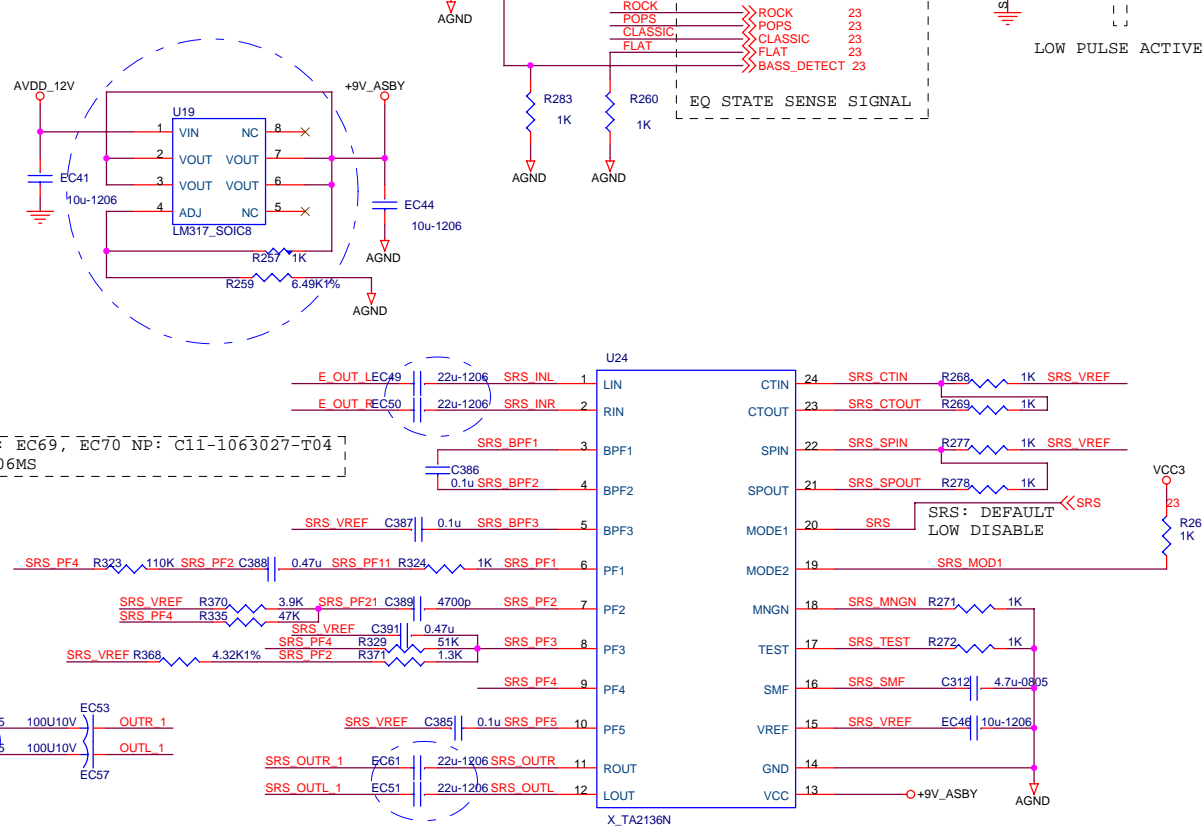 AGND
ROCK
POPS
CLASSIC
FLAT
ROCK 23
POPS 23
CLASSIC 23
FLAT 23
BASS_DETECT 23
EQ STATE SENSE SIGNAL
LOW PULSE ACTIVE
R283
1K
R260
1K
AGND
AGND
AVDD_12V
+9V_ASBY
U19
1 VIN NC 8
2 VOUT VOUT 7
3 VOUT VOUT 6
4 ADJ NC 5
LM317_SOIC8
EC41
10u-1206
EC44
10u-1206
AGND
R257 1K
R259 6.49K1%
AGND
: EC69, EC70 NP: C11-1063027-T04
06MS
U24
E_OUT_L EC49 22u-1206 SRS_INL 1 LIN
E_OUT_R EC50 22u-1206 SRS_INR 2 RIN
SRS_BPF1 3 BPF1
C386
0.1u SRS_BPF2 4 BPF2
SRS_VREF C387 0.1u SRS_BPF3 5 BPF3
SRS_PF4 R323 110K SRS_PF2 C388 0.47u SRS_PF11 R324 1K SRS_PF1 6 PF1
SRS_VREF R370 3.9K SRS_PF21 C389 4700p SRS_PF2 7 PF2
SRS_PF4 R335 47K
SRS_VREF C391 0.47u
SRS_PF4 R329 51K SRS_PF3 8 PF3
SRS_VREF R368 4.32K1% SRS_PF2 R371 1.3K
SRS_PF4 9 PF4
SRS_VREF C385 0.1u SRS_PF5 10 PF5
SRS_OUTR_1 EC61 22u-1206 SRS_OUTR 11 ROUT
SRS_OUTL_1 EC51 22u-1206 SRS_OUTL 12 LOUT
X_TA2136N
CTIN 24 SRS_CTIN R268 1K SRS_VREF
CTOUT 23 SRS_CTOUT R269 1K
SPIN 22 SRS_SPIN R277 1K SRS_VREF
SPOUT 21 SRS_SPOUT R278 1K
MODE1 20 SRS
SRS 23
SRS: DEFAULT
LOW DISABLE
VCC3
R26
1K
MODE2 19 SRS_MOD1
MNGN 18 SRS_MNGN R271 1K
TEST 17 SRS_TEST R272 1K
SMF 16 SRS_SMF C312 4.7u-0805
VREF 15 SRS_VREF EC46 10u-1206
GND 14
VCC 13 +9V_ASBY
AGND
EC53
5 100U10V OUTR_1
5 100U10V OUTL_1
EC57